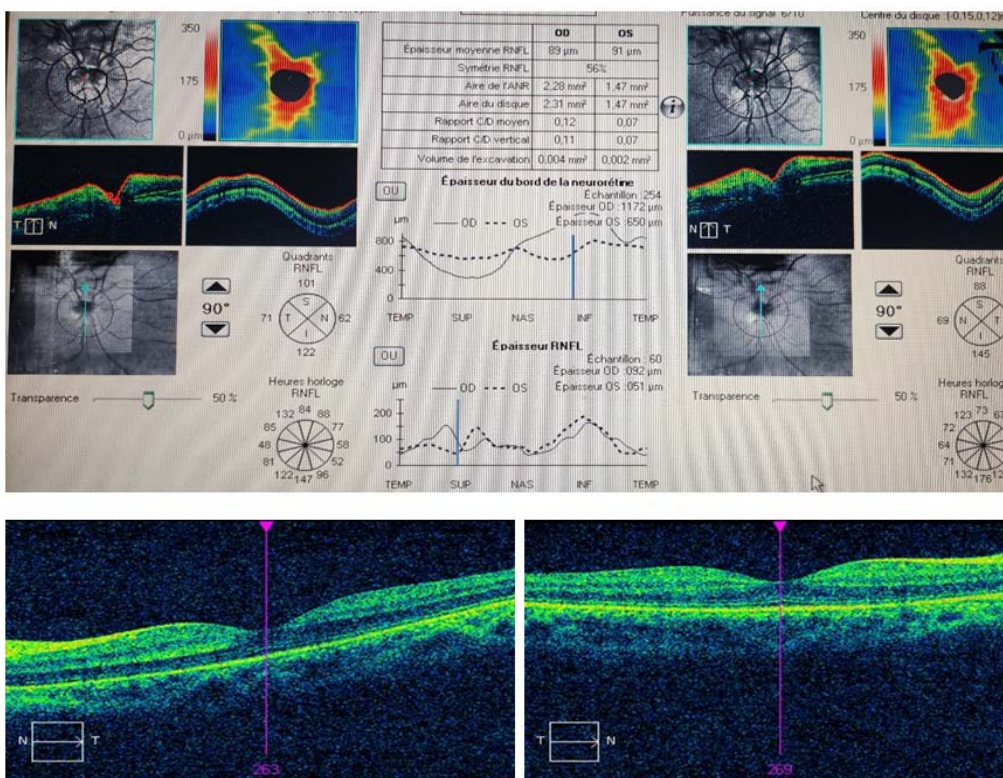 Puissance du signal 6/10
Centre du disque : (-0,15,0,12)
350
175
0 µm
OD OS
Épaisseur moyenne RNFL 89 µm 91 µm
Symétrie RNFL 56%
Aire de l'ANR 2,28 mm² 1,47 mm²
Aire du disque 2,31 mm² 1,47 mm²
Rapport C/D moyen 0,12 0,07
Rapport C/D vertical 0,11 0,07
Volume de l'excavation 0,004 mm² 0,002 mm²
350
175
0 µm
T N
OU
Épaisseur du bord de la neurorétine
Échantillon :254
Épaisseur OD :1172 µm
Épaisseur OS :650 µm
µm
OD OS
800
400
0
TEMP SUP NAS INF TEMP
N T
90°
Quadrants
RNFL
101
71 S T N I 62
122
90°
Quadrants
RNFL
88
69 S N T I
145
Transparence 50 %
Heures horloge
RNFL
132 84 88
85 77
48 58
81 52
122 147 96
OU
Épaisseur RNFL
Échantillon : 60
Épaisseur OD :092 µm
Épaisseur OS :051 µm
µm
OD OS
200
100
0
TEMP SUP NAS INF TEMP
Transparence 50 %
Heures horloge
RNFL
123 73
72
64
71
132 176
N T
263
T N
269